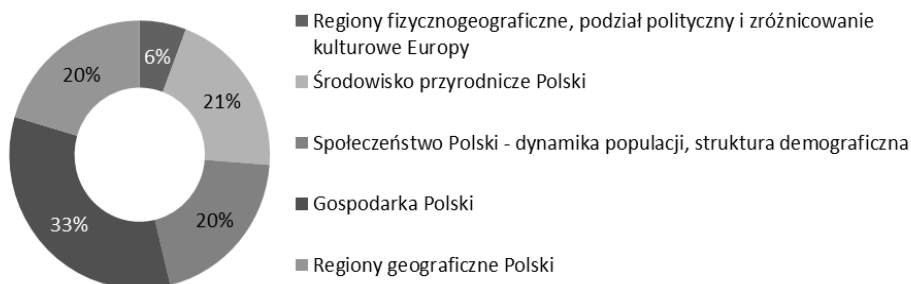 6%
21%
20%
33%
20%
Regiony fizycznogeograficzne, podział polityczny i zróżnicowanie
kulturowe Europy
Środowisko przyrodnicze Polski
Społeczeństwo Polski - dynamika populacji, struktura demograficzna
Gospodarka Polski
Regiony geograficzne Polski